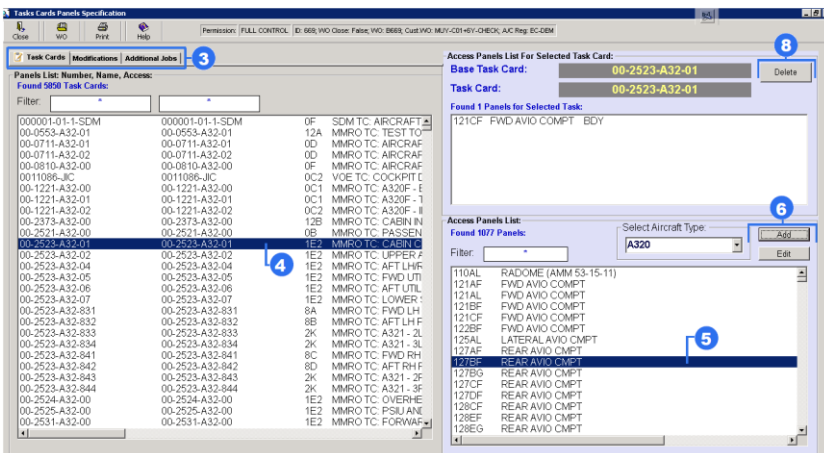 Tasks Cards Panels Specification
Close WO Print Help
Permission: FULL CONTROL ID: 669; WO Close: False; WO: B669; Cust.WO: MUY-C01+6Y-CHECK; A/C Reg: EC-DEM
Task Cards Modifications Additional Jobs
3
Panels List: Number, Name, Access:
Found 5850 Task Cards:
Filter: * *
000001-01-1-SDM 000001-01-1-SDM 0F SDM TC: AIRCRAFT
00-0553-A32-01 00-0553-A32-01 12A MMRO TC: TEST TO
00-0711-A32-01 00-0711-A32-01 0D MMRO TC: AIRCRAF
00-0711-A32-02 00-0711-A32-02 0D MMRO TC: AIRCRAF
00-0810-A32-00 00-0810-A32-00 0F MMRO TC: AIRCRAF
0011086-JIC 0011086-JIC 0C2 VOE TC: COCKPIT D
00-1221-A32-00 00-1221-A32-00 0C1 MMRO TC: A320F - E
00-1221-A32-01 00-1221-A32-01 0C1 MMRO TC: A320F - T
00-1221-A32-02 00-1221-A32-02 0C2 MMRO TC: A320F - I
00-2373-A32-00 00-2373-A32-00 12B MMRO TC: CABIN IN
00-2521-A32-00 00-2521-A32-00 0B MMRO TC: PASSEN
00-2523-A32-01 00-2523-A32-01 1E2 MMRO TC: CABIN C
00-2523-A32-02 00-2523-A32-02 1E2 MMRO TC: UPPER A
00-2523-A32-04 00-2523-A32-04 1E2 MMRO TC: AFT LH/R
00-2523-A32-05 00-2523-A32-05 1E2 MMRO TC: FWD UTI
00-2523-A32-06 00-2523-A32-06 1E2 MMRO TC: AFT UTIL
00-2523-A32-07 00-2523-A32-07 1E2 MMRO TC: LOWER
00-2523-A32-831 00-2523-A32-831 8A MMRO TC: FWD LH
00-2523-A32-832 00-2523-A32-832 8B MMRO TC: AFT LH F
00-2523-A32-833 00-2523-A32-833 2K MMRO TC: A321 - 2L
00-2523-A32-834 00-2523-A32-834 2K MMRO TC: A321 - 3L
00-2523-A32-841 00-2523-A32-841 8C MMRO TC: FWD RH
00-2523-A32-842 00-2523-A32-842 8D MMRO TC: AFT RH F
00-2523-A32-843 00-2523-A32-843 2K MMRO TC: A321 - 2F
00-2523-A32-844 00-2523-A32-844 2K MMRO TC: A321 - 3F
00-2524-A32-00 00-2524-A32-00 1E2 MMRO TC: OVERHE
00-2525-A32-00 00-2525-A32-00 1E2 MMRO TC: PSIU AND
00-2531-A32-00 00-2531-A32-00 1E2 MMRO TC: FORWAF
4
Access Panels List For Selected Task Card:
Base Task Card: 00-2523-A32-01
Task Card: 00-2523-A32-01
8
Delete
Found 1 Panels for Selected Task:
121CF FWD AVIO COMPT BDY
Access Panels List:
Found 1077 Panels:
Select Aircraft Type:
A320
6
Add
Edit
Filter: *
110AL RADOME (AMM 53-15-11)
121AF FWD AVIO COMPT
121AL FWD AVIO COMPT
121BF FWD AVIO COMPT
121CF FWD AVIO COMPT
122BF FWD AVIO COMPT
125AL LATERAL AVIO CMPT
127AF REAR AVIO CMPT
127BF REAR AVIO CMPT
127BG REAR AVIO CMPT
127CF REAR AVIO CMPT
127DF REAR AVIO CMPT
128CF REAR AVIO CMPT
128EF REAR AVIO CMPT
128EG REAR AVIO CMPT
5